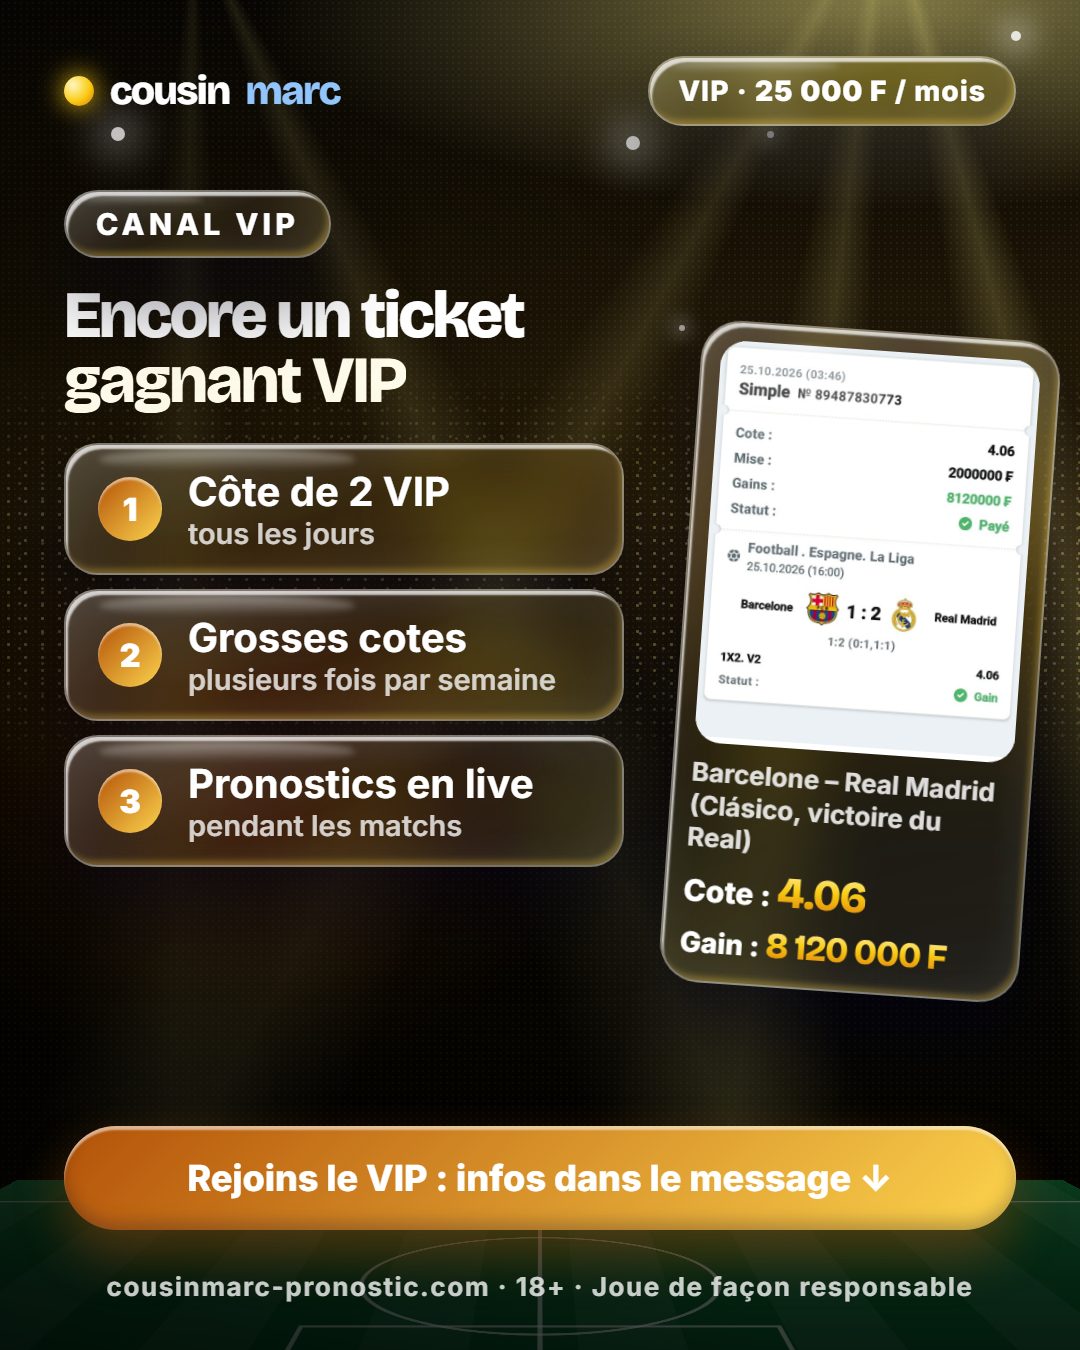 cousin marc
VIP · 25 000 F / mois
CANAL VIP
Encore un ticket
gagnant VIP
1
Côte de 2 VIP
tous les jours
2
Grosses cotes
plusieurs fois par semaine
3
Pronostics en live
pendant les matchs
25.10.2026 (03:46)
Simple № 89487830773
Cote : 4.06
Mise : 2000000 ₣
Gains : 8120000 ₣
Statut : Payé
Football . Espagne. La Liga
25.10.2026 (16:00)
Barcelone 1 : 2 Real Madrid
1:2 (0:1,1:1)
1X2. V2
4.06
Statut : Gain
Barcelone – Real Madrid
(Clásico, victoire du
Real)
Cote : 4.06
Gain : 8 120 000 F
Rejoins le VIP : infos dans le message ↓
cousinmarc-pronostic.com · 18+ · Joue de façon responsable